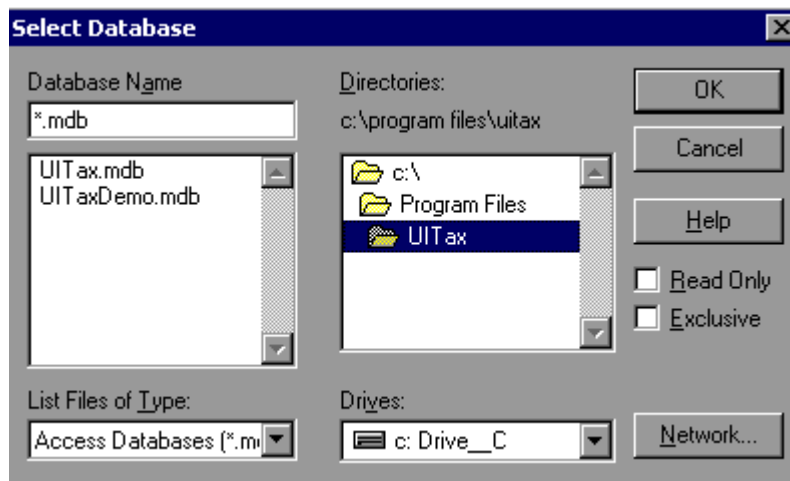 Select Database
Database Name
*.mdb
UITax.mdb
UITaxDemo.mdb
List Files of Type:
Access Databases (*.m
Directories:
c:\program files\uitax
c:\
Program Files
UITax
Drives:
c: Drive__C
OK
Cancel
Help
Read Only
Exclusive
Network...